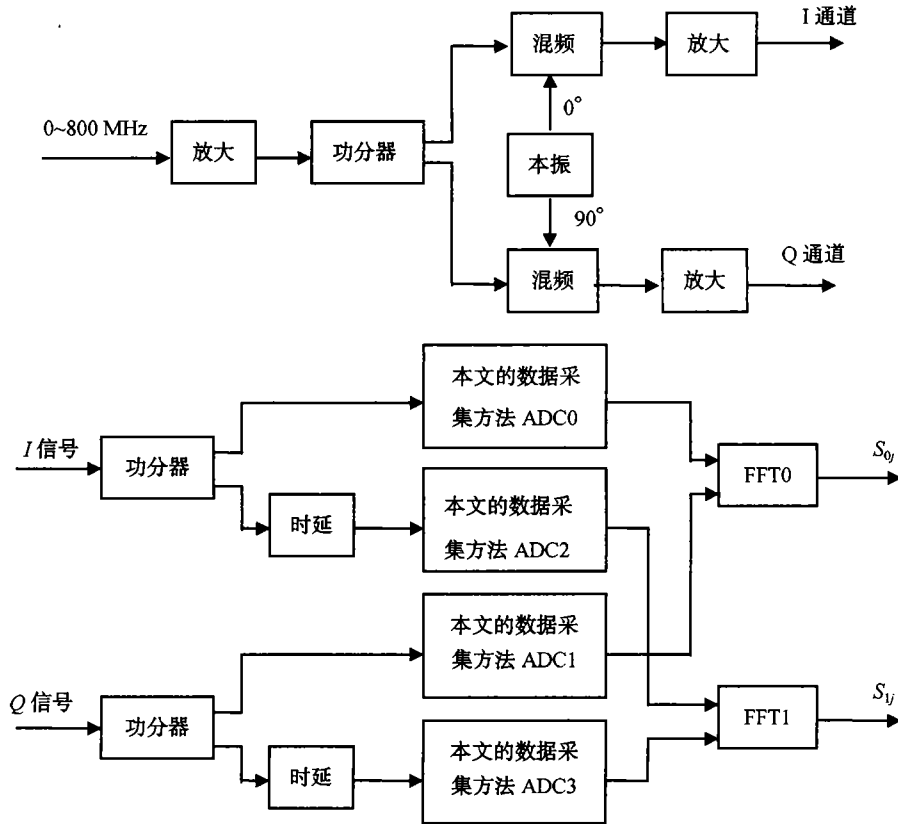 I 通道
混频
放大
0°
0~800 MHz
放大
功分器
本振
90°
Q 通道
混频
放大
本文的数据采
集方法 ADC0
I 信号
功分器
FFT0
S0j
时延
本文的数据采
集方法 ADC2
本文的数据采
集方法 ADC1
Q 信号
功分器
FFT1
S1j
时延
本文的数据采
集方法 ADC3